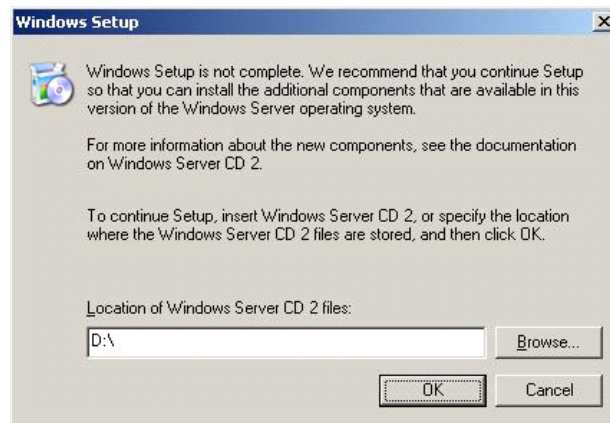 Windows Setup
Windows Setup is not complete. We recommend that you continue Setup
so that you can install the additional components that are available in this
version of the Windows Server operating system.
For more information about the new components, see the documentation
on Windows Server CD 2.
To continue Setup, insert Windows Server CD 2, or specify the location
where the Windows Server CD 2 files are stored, and then click OK.
Location of Windows Server CD 2 files:
D:\
Browse...
OK
Cancel